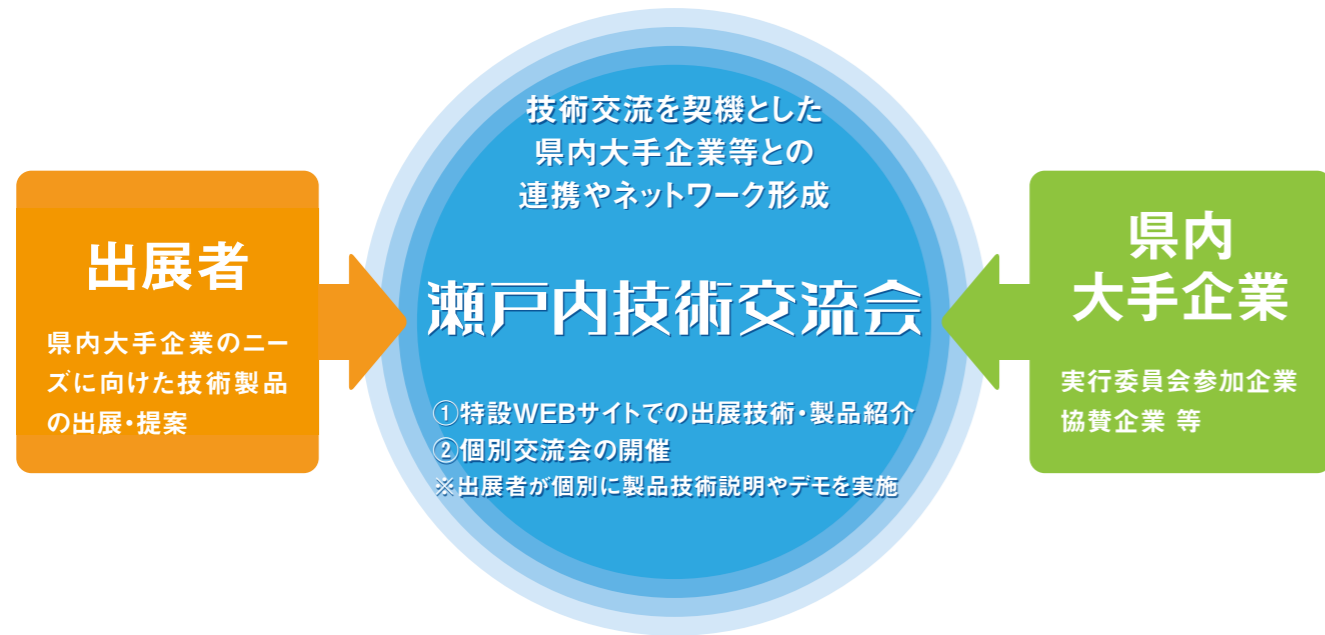 出展者
県内大手企業のニー
ズに向けた技術製品
の出展・提案
技術交流を契機とした
県内大手企業等との
連携やネットワーク形成
瀬戸内技術交流会
①特設WEBサイトでの出展技術・製品紹介
②個別交流会の開催
※出展者が個別に製品技術説明やデモを実施
県内
大手企業
実行委員会参加企業
協賛企業 等